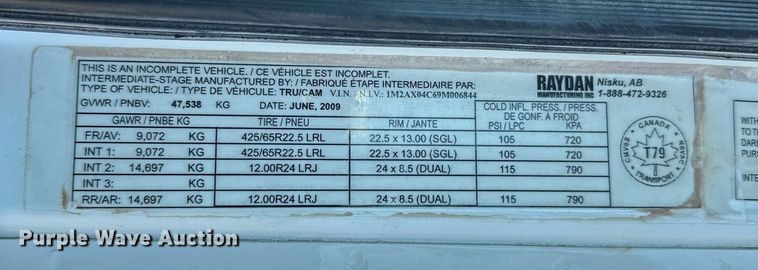 THIS IS AN INCOMPLETE VEHICLE. / CE VÉHICLE EST INCOMPLET.
INTERMEDIATE-STAGE MANUFACTURED BY : / FABRIQUÉ ÉTAPE INTERMEDIAIRE PAR:
TYPE OF VEHICLE: / TYPE DE VÉHICULE: TRU/CAM V.I.N. /N.I.V.: 1M2AX04C69M006844
RAYDAN MANUFACTURING INC
Nisku, AB
1-888-472-9326
GVWR / PNBV: 47,538 KG DATE: JUNE, 2009
GAWR / PNBE KG TIRE / PNEU RIM / JANTE COLD INFL. PRESS. / PRESS. DE GONF. À FROID PSI / LPC KPA
FR/AV: 9,072 KG 425/65R22.5 LRL 22.5 x 13.00 (SGL) 105 720
INT 1: 9,072 KG 425/65R22.5 LRL 22.5 x 13.00 (SGL) 105 720
INT 2: 14,697 KG 12.00R24 LRJ 24 x 8.5 (DUAL) 115 790
INT 3: KG
RR/AR: 14,697 KG 12.00R24 LRJ 24 x 8.5 (DUAL) 115 790
CANADA
T79
TRANSPORT
NSVAC
Purple Wave Auction